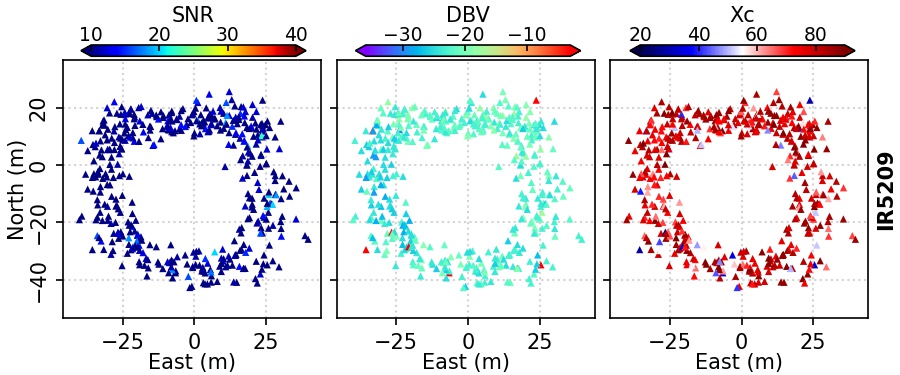 SNR
10 20 30 40
DBV
−30 −20 −10
Xc
20 40 60 80
North (m)
20
0
−20
−40
−25 0 25
East (m)
−25 0 25
East (m)
−25 0 25
East (m)
IR5209